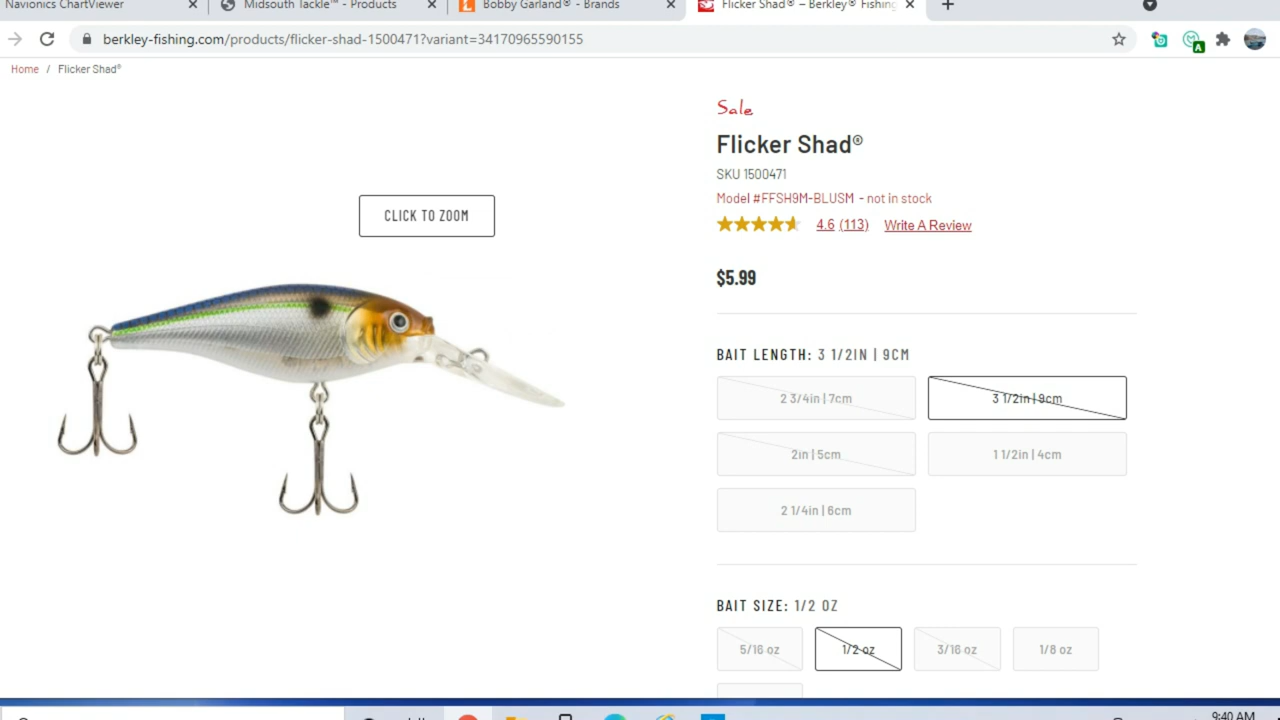 Navionics ChartViewer
Midsouth Tackle™ - Products
Bobby Garland® - Brands
Flicker Shad® – Berkley® Fishing
berkley-fishing.com/products/flicker-shad-1500471?variant=34170965590155
Home / Flicker Shad®
Sale
Flicker Shad®
SKU 1500471
Model #FFSH9M-BLUSM - not in stock
4.6 (113) Write A Review
CLICK TO ZOOM
$5.99
BAIT LENGTH: 3 1/2IN | 9CM
2 3/4in | 7cm
3 1/2in | 9cm
2in | 5cm
1 1/2in | 4cm
2 1/4in | 6cm
BAIT SIZE: 1/2 OZ
5/16 oz
1/2 oz
3/16 oz
1/8 oz
9:40 AM